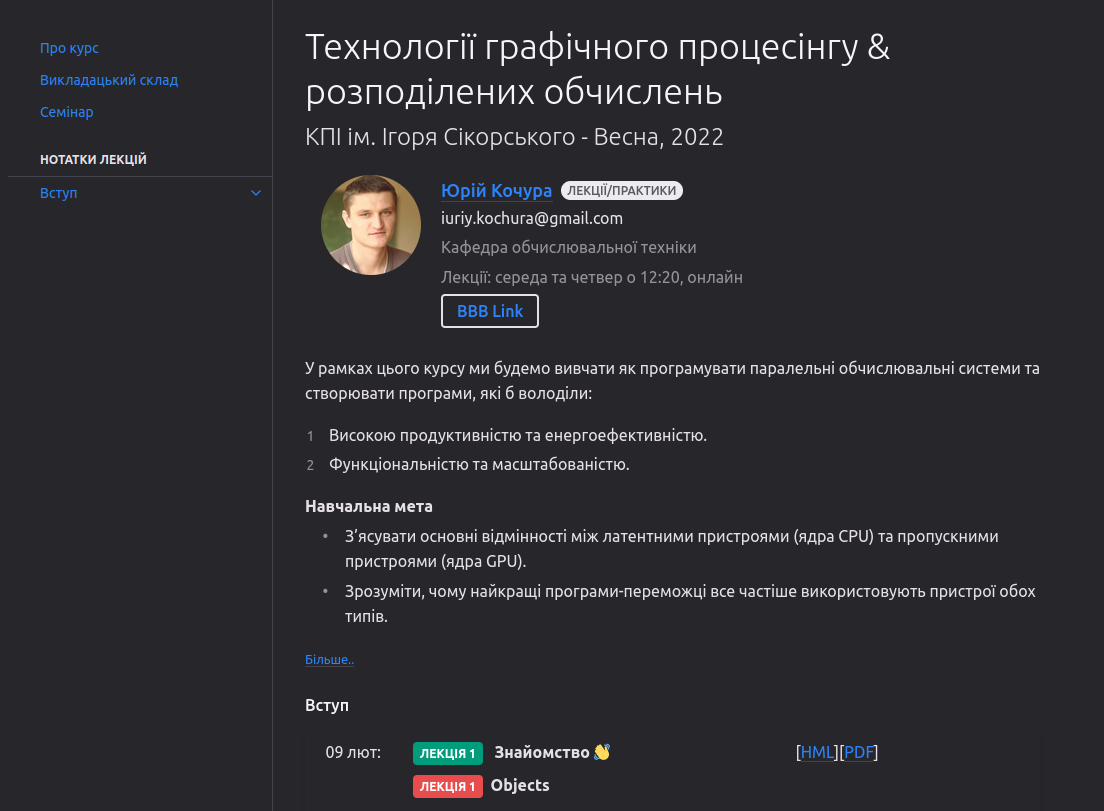 Про курс
Викладацький склад
Семінар
НОТАТКИ ЛЕКЦІЙ
Вступ
Технології графічного процесінгу &
розподілених обчислень
КПІ ім. Ігоря Сікорського - Весна, 2022
Юрій Кочура ЛЕКЦІЇ/ПРАКТИКИ
iuriy.kochura@gmail.com
Кафедра обчислювальної техніки
Лекції: середа та четвер о 12:20, онлайн
BBB Link
У рамках цього курсу ми будемо вивчати як програмувати паралельні обчислювальні системи та
створювати програми, які б володіли:
1 Високою продуктивністю та енергоефективністю.
2 Функціональністю та масштабованістю.
Навчальна мета
• З’ясувати основні відмінності між латентними пристроями (ядра CPU) та пропускними
пристроями (ядра GPU).
• Зрозуміти, чому найкращі програми-переможці все частіше використовують пристрої обох
типів.
Більше..
Вступ
09 лют: ЛЕКЦІЯ 1 Знайомство 👋 [HML][PDF]
ЛЕКЦІЯ 1 Objects